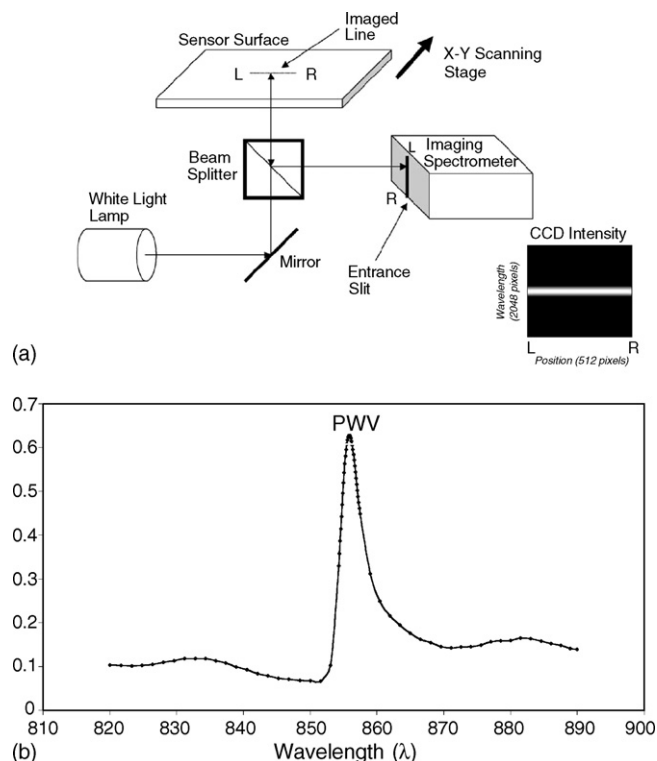 Imaged
Line
Sensor Surface
L
R
X-Y Scanning
Stage
Beam
Splitter
L
Imaging
Spectrometer
R
White Light
Lamp
Mirror
Entrance
Slit
CCD Intensity
Wavelength
(2048 pixels)
L
R
Position (512 pixels)
(a)
0.7
PWV
0.6
0.5
0.4
0.3
0.2
0.1
0
810
820
830
840
850
860
870
880
890
900
(b)
Wavelength (λ)